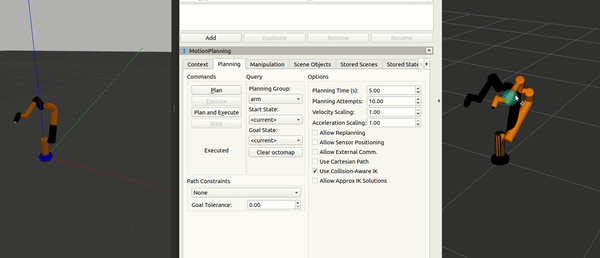 Add Duplicate Remove Rename
MotionPlanning
Context Planning Manipulation Scene Objects Stored Scenes Stored State
Commands Query Options
Plan Planning Group: Planning Time (s): 5.00
Execute arm Planning Attempts: 10.00
Plan and Execute Start State: Velocity Scaling: 1.00
Stop <current> Acceleration Scaling: 1.00
Goal State: Allow Replanning
<current> Allow Sensor Positioning
Executed Clear octomap Allow External Comm.
Use Cartesian Path
Use Collision-Aware IK
Path Constraints Allow Approx IK Solutions
None
Goal Tolerance: 0.00